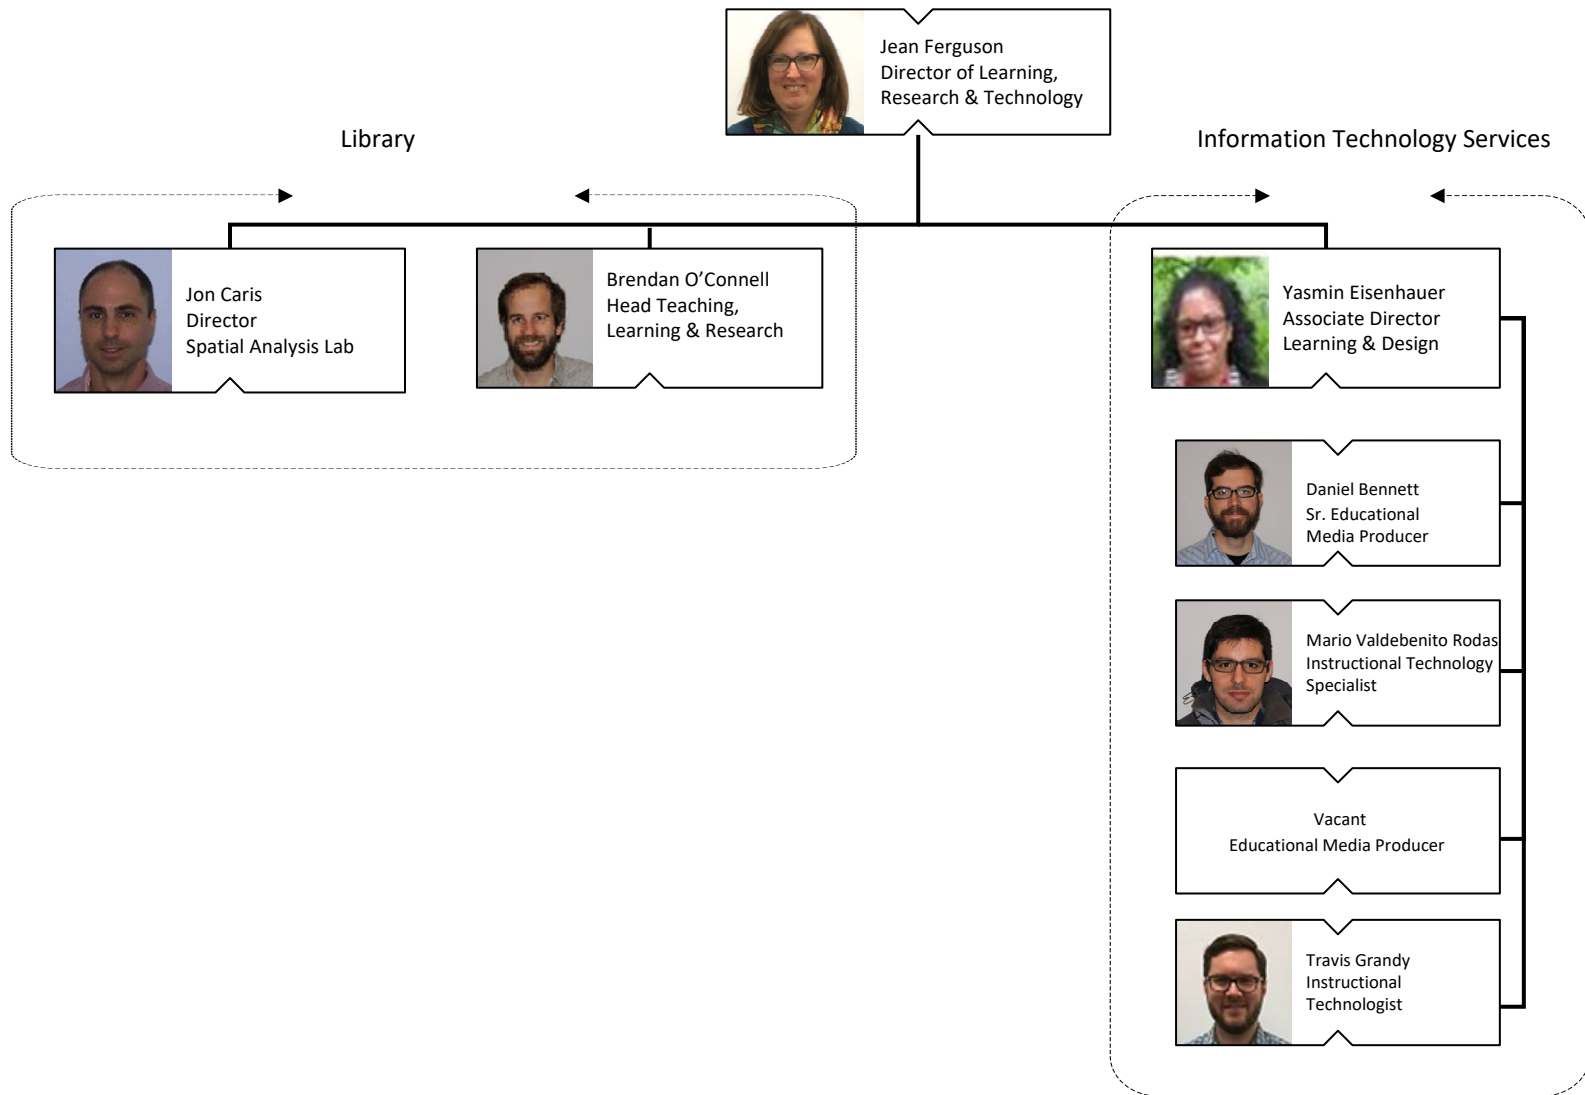 Jean Ferguson
Director of Learning,
Research & Technology
Library
Information Technology Services
Jon Caris
Director
Spatial Analysis Lab
Brendan O’Connell
Head Teaching,
Learning & Research
Yasmin Eisenhauer
Associate Director
Learning & Design
Daniel Bennett
Sr. Educational
Media Producer
Mario Valdebenito Rodas
Instructional Technology
Specialist
Vacant
Educational Media Producer
Travis Grandy
Instructional
Technologist